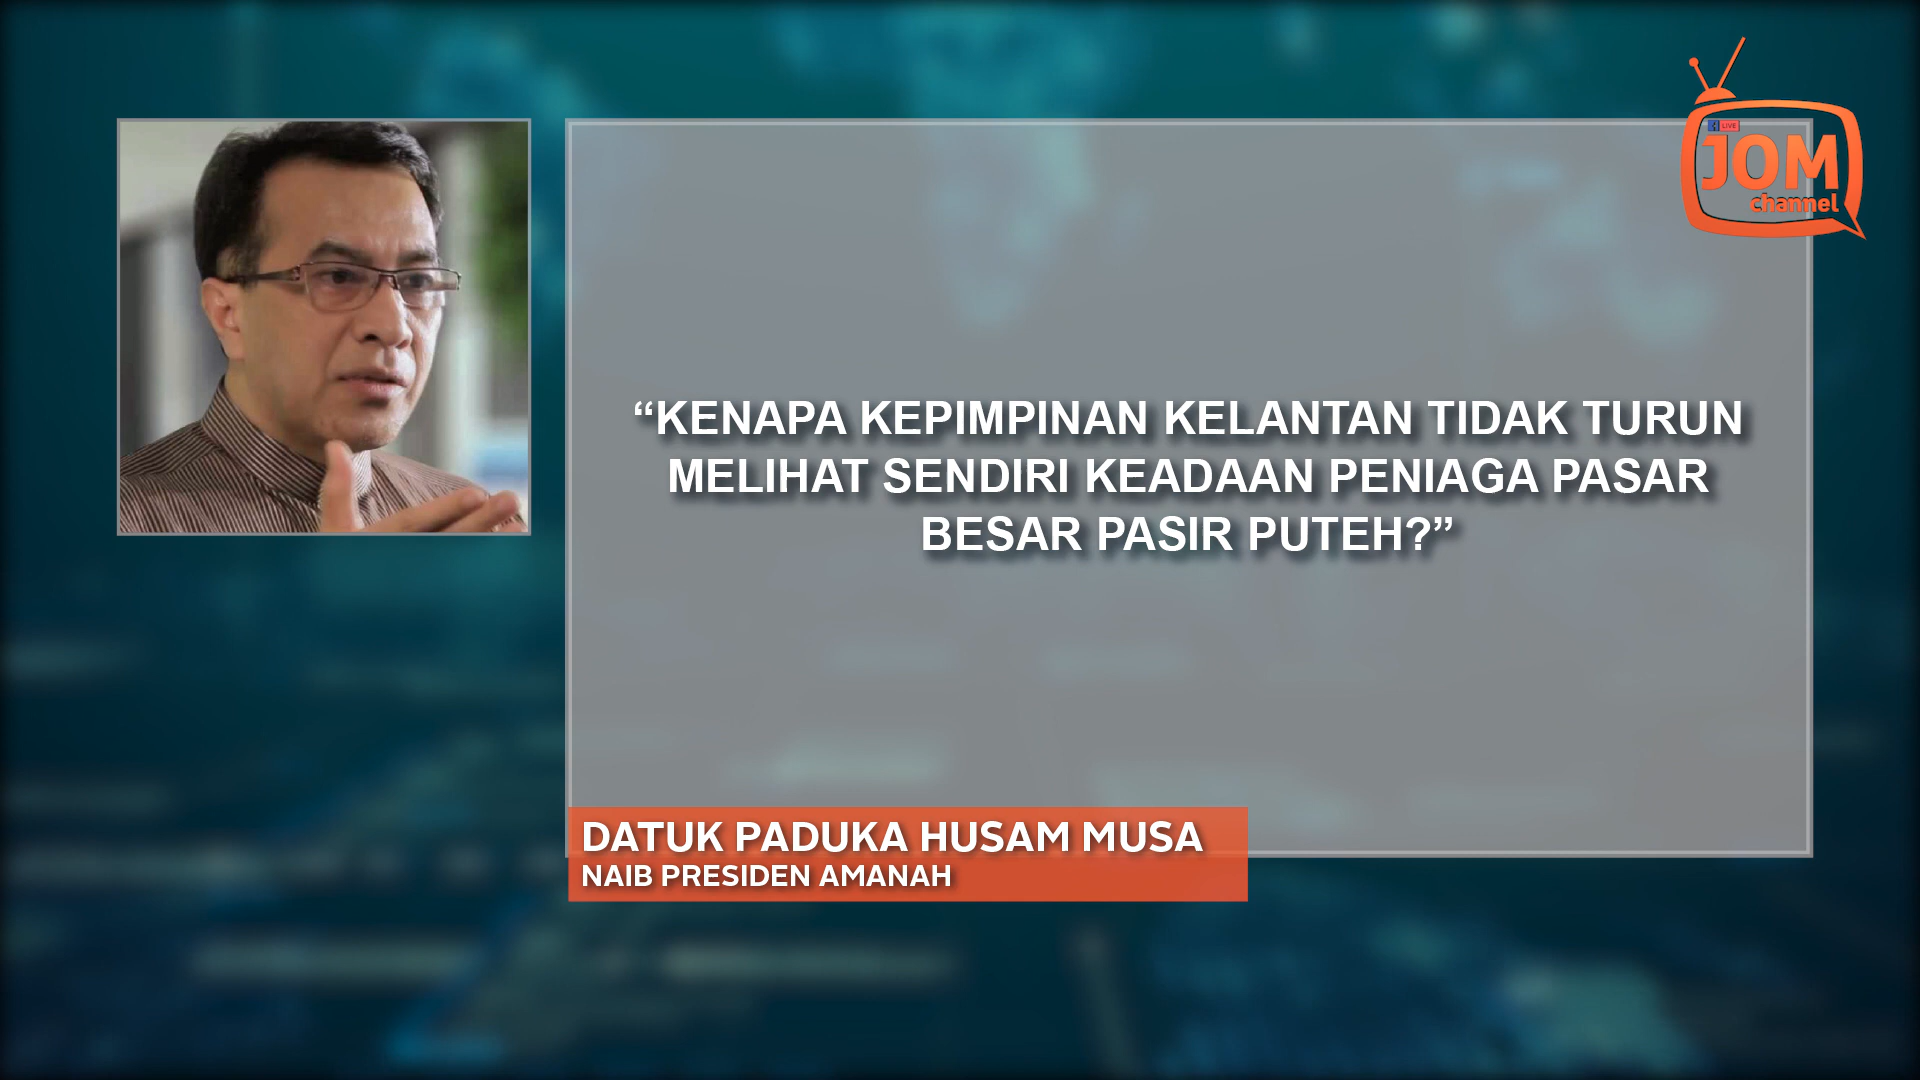 LIVE
JOM
channel
“KENAPA KEPIMPINAN KELANTAN TIDAK TURUN
MELIHAT SENDIRI KEADAAN PENIAGA PASAR
BESAR PASIR PUTEH?”
DATUK PADUKA HUSAM MUSA
NAIB PRESIDEN AMANAH